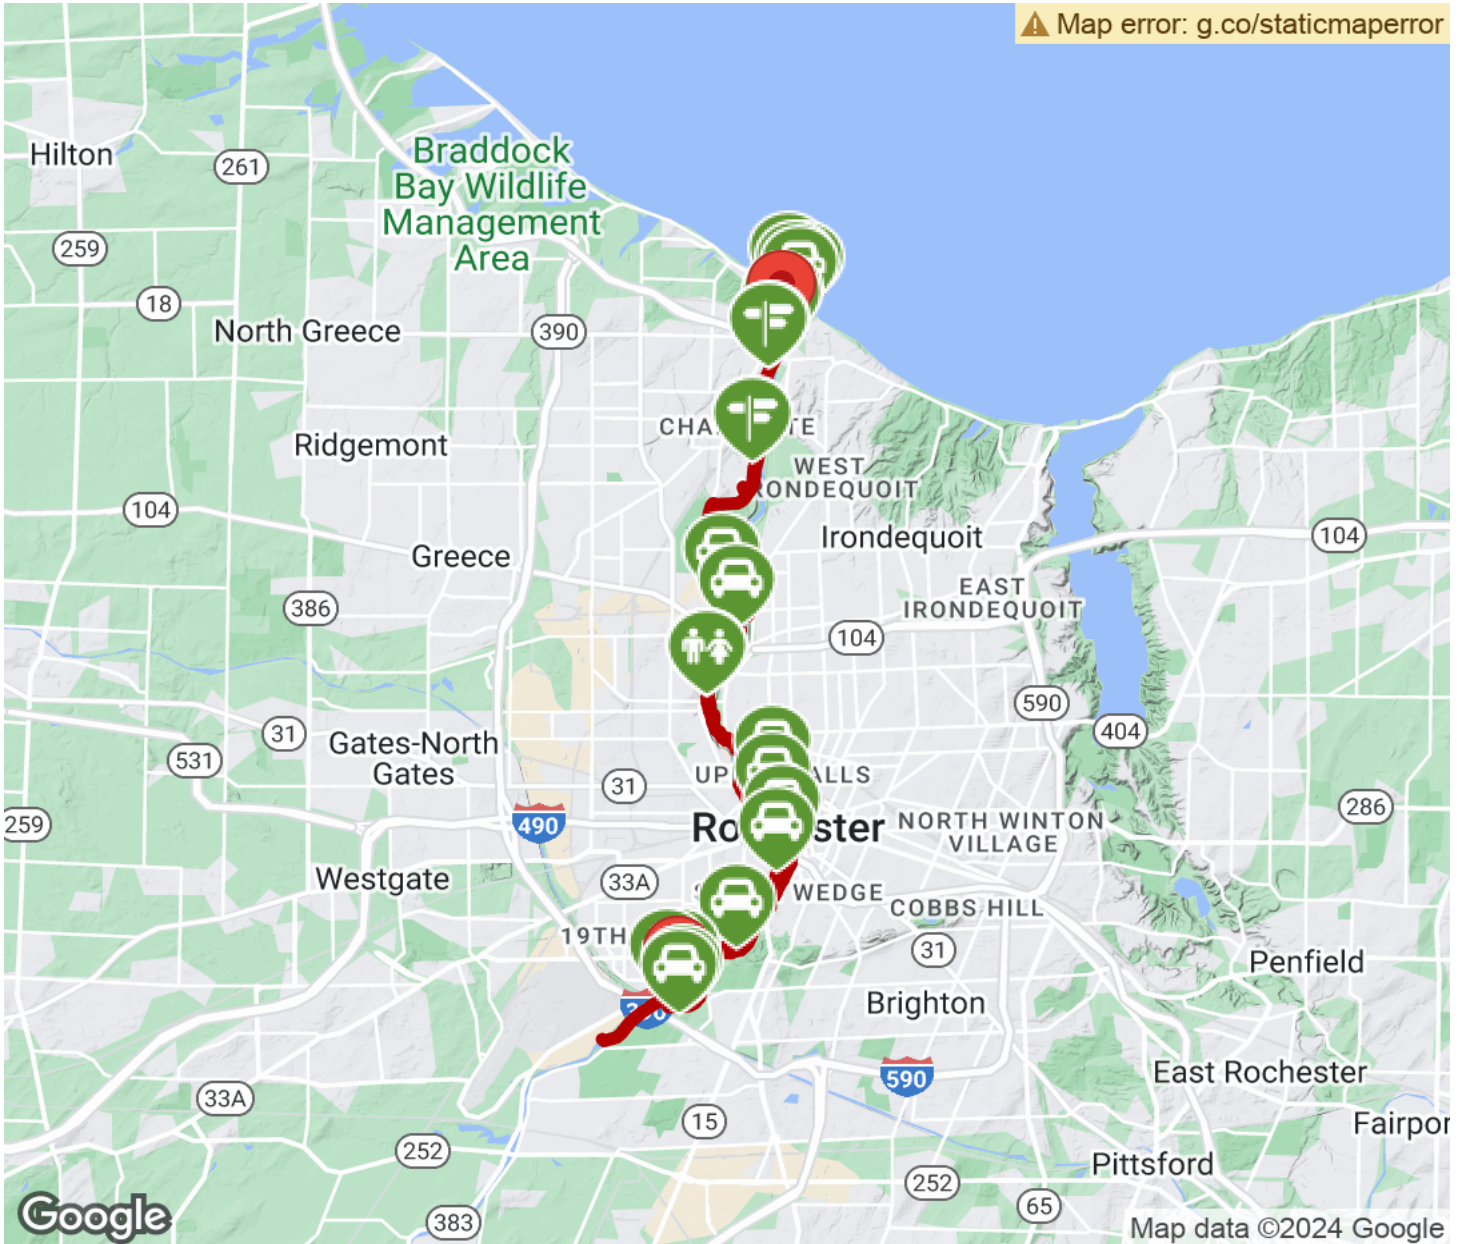 Map error: g.co/staticmaperror
Hilton
261
Braddock
Bay Wildlife
Management
Area
259
18
North Greece
390
Ridgemont
WEST
104
Irondequoit
104
Greece
EAST
IRONDEQUOIT
386
104
590
31
404
Gates-North
Gates
531
31
286
259
490
NORTH WINTON
VILLAGE
Westgate
33A
WEDGE
COBBS HILL
19TH
31
Penfield
Brighton
590
East Rochester
33A
15
Fairpor
252
Pittsford
252
65
383
Google
Map data ©2024 Google